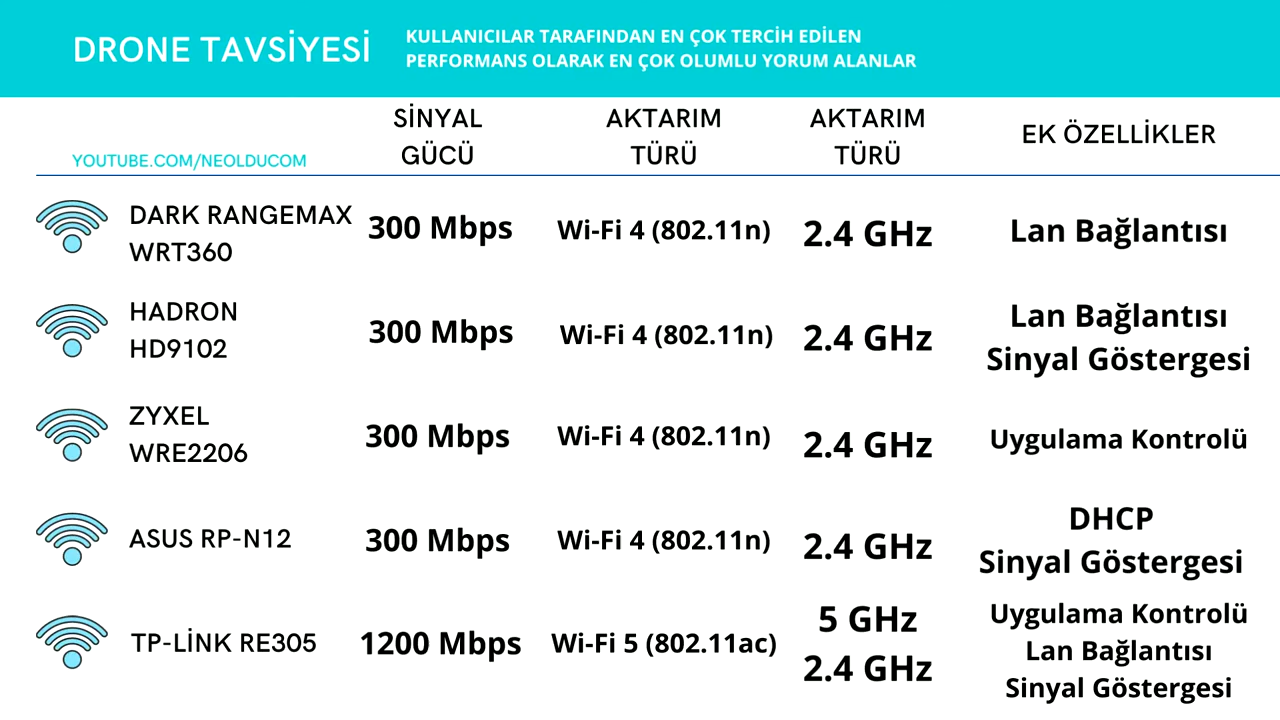 DRONE TAVSİYESİ
KULLANICILAR TARAFINDAN EN ÇOK TERCİH EDİLEN
PERFORMANS OLARAK EN ÇOK OLUMLU YORUM ALANLAR
YOUTUBE.COM/NEOLDUCOM
SİNYAL
GÜCÜ
AKTARIM
TÜRÜ
AKTARIM
TÜRÜ
EK ÖZELLİKLER
DARK RANGEMAX
WRT360
300 Mbps
Wi-Fi 4 (802.11n)
2.4 GHz
Lan Bağlantısı
HADRON
HD9102
300 Mbps
Wi-Fi 4 (802.11n)
2.4 GHz
Lan Bağlantısı
Sinyal Göstergesi
ZYXEL
WRE2206
300 Mbps
Wi-Fi 4 (802.11n)
2.4 GHz
Uygulama Kontrolü
ASUS RP-N12
300 Mbps
Wi-Fi 4 (802.11n)
2.4 GHz
DHCP
Sinyal Göstergesi
TP-LİNK RE305
1200 Mbps
Wi-Fi 5 (802.11ac)
5 GHz
2.4 GHz
Uygulama Kontrolü
Lan Bağlantısı
Sinyal Göstergesi